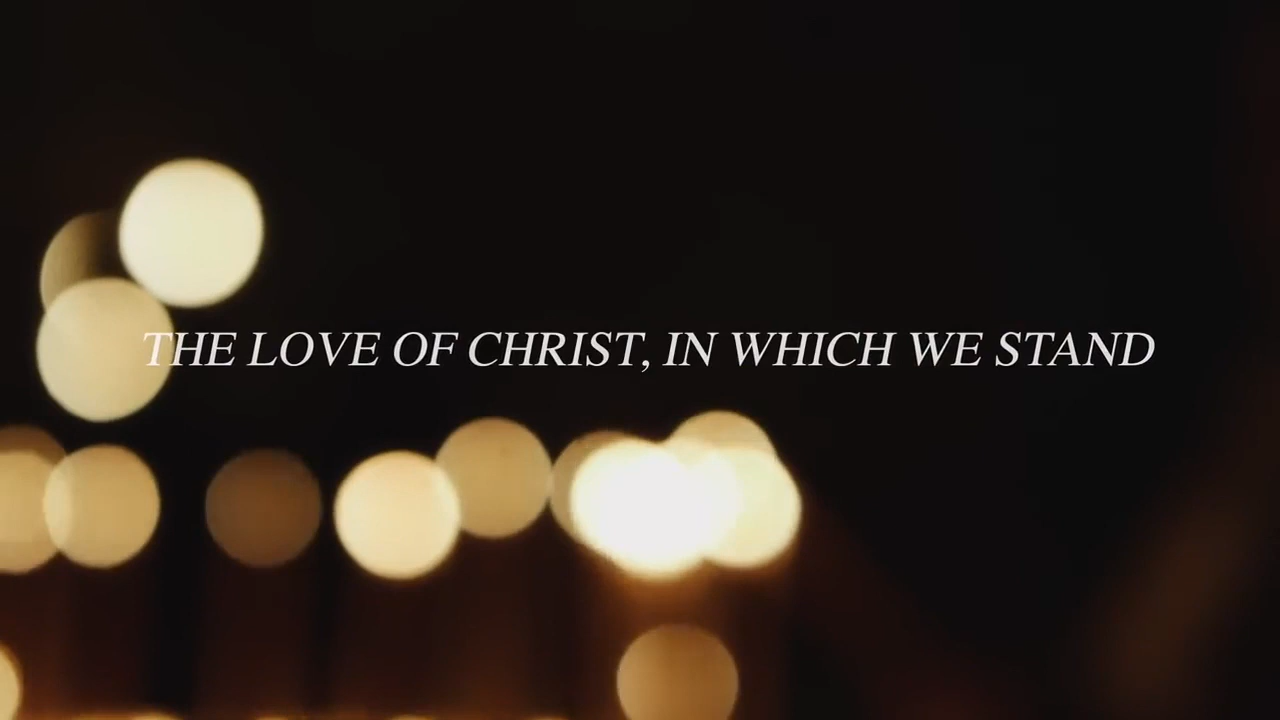 THE LOVE OF CHRIST, IN WHICH WE STAND